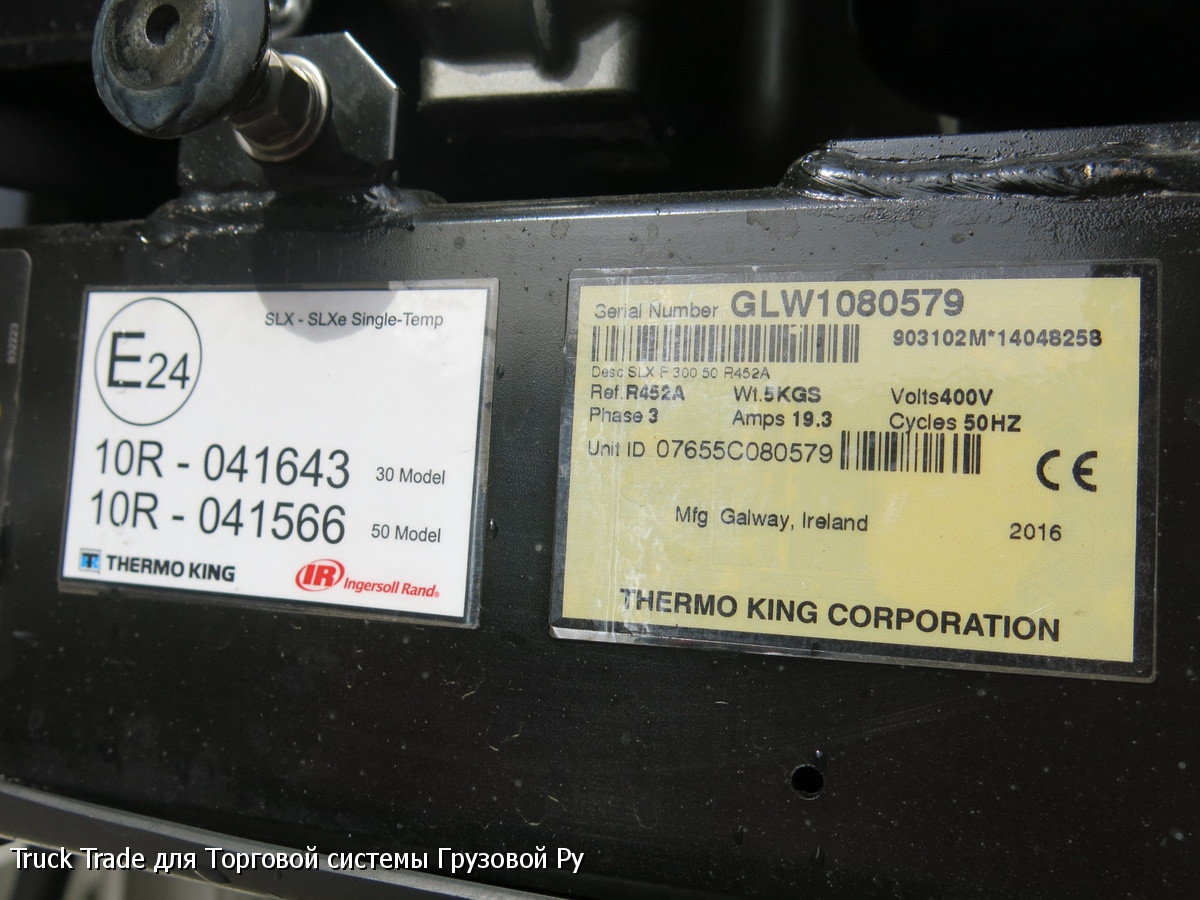 E24
SLX - SLXe Single-Temp
10R - 041643 30 Model
10R - 041566 50 Model
THERMO KING
IR Ingersoll Rand®
Serial Number GLW1080579
903102M*14048258
Desc SLX F 300 50 R452A
Ref.R452A Wt.5KGS Volts400V
Phase 3 Amps 19.3 Cycles 50HZ
Unit ID 07655C080579
CE
Mfg Galway, Ireland 2016
THERMO KING CORPORATION
Truck Trade для Торговой системы Грузовой Ру